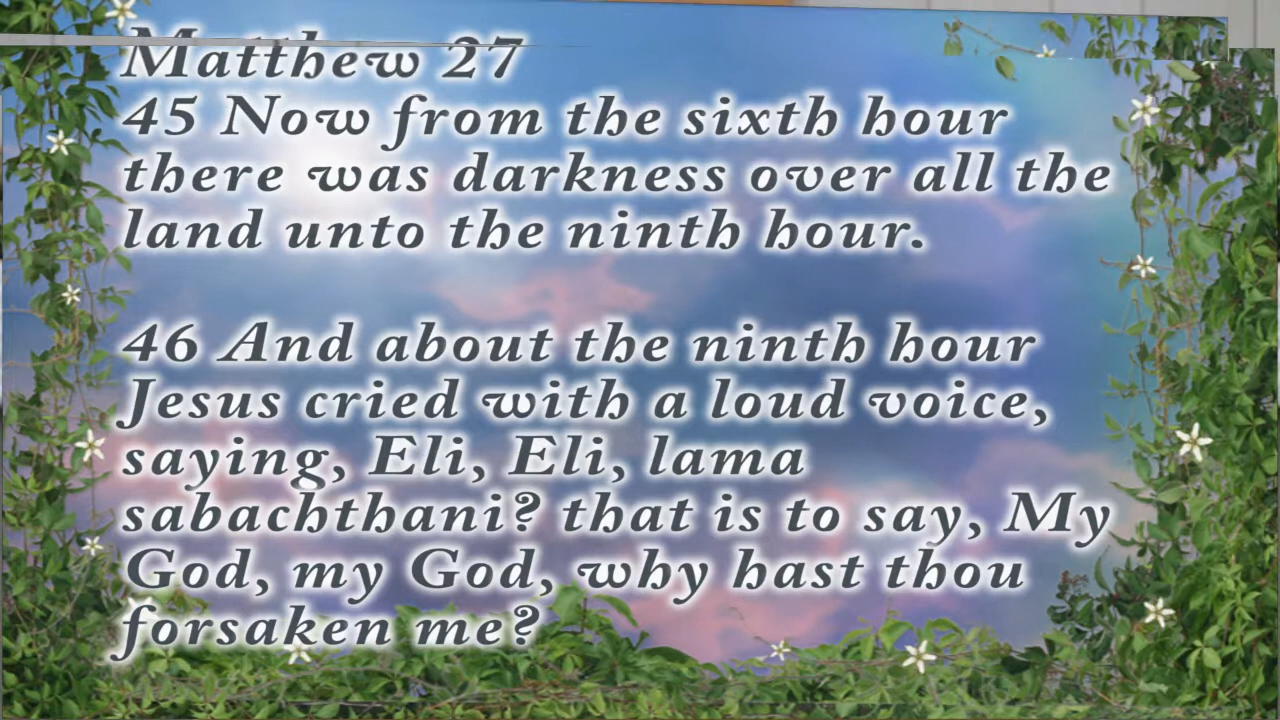 Matthew 27
45 Now from the sixth hour
there was darkness over all the
land unto the ninth hour.
46 And about the ninth hour
Jesus cried with a loud voice,
saying, Eli, Eli, lama
sabachthani? that is to say, My
God, my God, why hast thou
forsaken me?